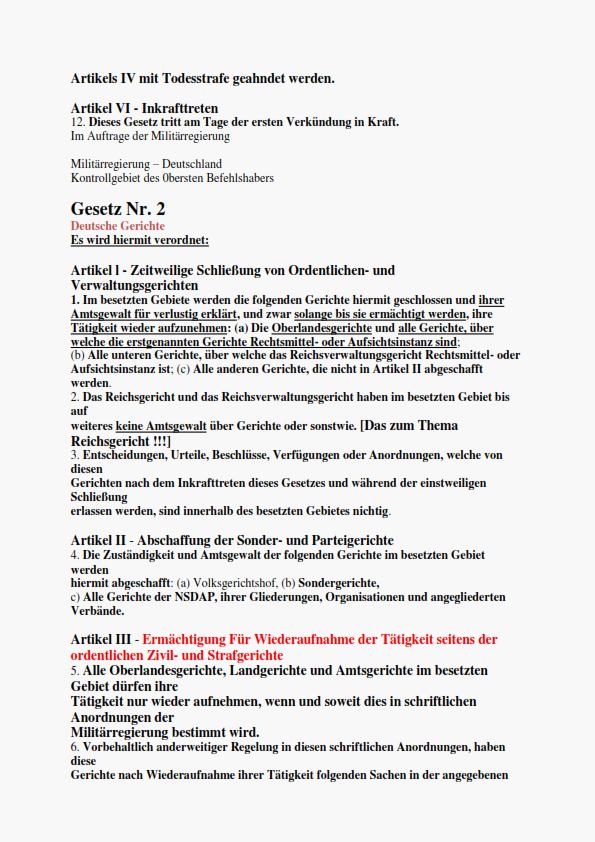 Artikels IV mit Todesstrafe geahndet werden.
Artikel VI - Inkrafttreten
12. Dieses Gesetz tritt am Tage der ersten Verkündung in Kraft.
Im Auftrage der Militärregierung
Militärregierung – Deutschland
Kontrollgebiet des 0bersten Befehlshabers
Gesetz Nr. 2
Deutsche Gerichte
Es wird hiermit verordnet:
Artikel l - Zeitweilige Schließung von Ordentlichen- und
Verwaltungsgerichten
1. Im besetzten Gebiete werden die folgenden Gerichte hiermit geschlossen und ihrer
Amtsgewalt für verlustig erklärt, und zwar solange bis sie ermächtigt werden, ihre
Tätigkeit wieder aufzunehmen: (a) Die Oberlandesgerichte und alle Gerichte, über
welche die erstgenannten Gerichte Rechtsmittel- oder Aufsichtsinstanz sind;
(b) Alle unteren Gerichte, über welche das Reichsverwaltungsgericht Rechtsmittel- oder
Aufsichtsinstanz ist; (c) Alle anderen Gerichte, die nicht in Artikel II abgeschafft
werden.
2. Das Reichsgericht und das Reichsverwaltungsgericht haben im besetzten Gebiet bis
auf
weiteres keine Amtsgewalt über Gerichte oder sonstwie. [Das zum Thema
Reichsgericht !!!]
3. Entscheidungen, Urteile, Beschlüsse, Verfügungen oder Anordnungen, welche von
diesen
Gerichten nach dem Inkrafttreten dieses Gesetzes und während der einstweiligen
Schließung
erlassen werden, sind innerhalb des besetzten Gebietes nichtig.
Artikel II - Abschaffung der Sonder- und Parteigerichte
4. Die Zuständigkeit und Amtsgewalt der folgenden Gerichte im besetzten Gebiet
werden
hiermit abgeschafft: (a) Volksgerichtshof, (b) Sondergerichte,
c) Alle Gerichte der NSDAP, ihrer Gliederungen, Organisationen und angegliederten
Verbände.
Artikel III - Ermächtigung Für Wiederaufnahme der Tätigkeit seitens der
ordentlichen Zivil- und Strafgerichte
5. Alle Oberlandesgerichte, Landgerichte und Amtsgerichte im besetzten
Gebiet dürfen ihre
Tätigkeit nur wieder aufnehmen, wenn und soweit dies in schriftlichen
Anordnungen der
Militärregierung bestimmt wird.
6. Vorbehaltlich anderweitiger Regelung in diesen schriftlichen Anordnungen, haben
diese
Gerichte nach Wiederaufnahme ihrer Tätigkeit folgenden Sachen in der angegebenen